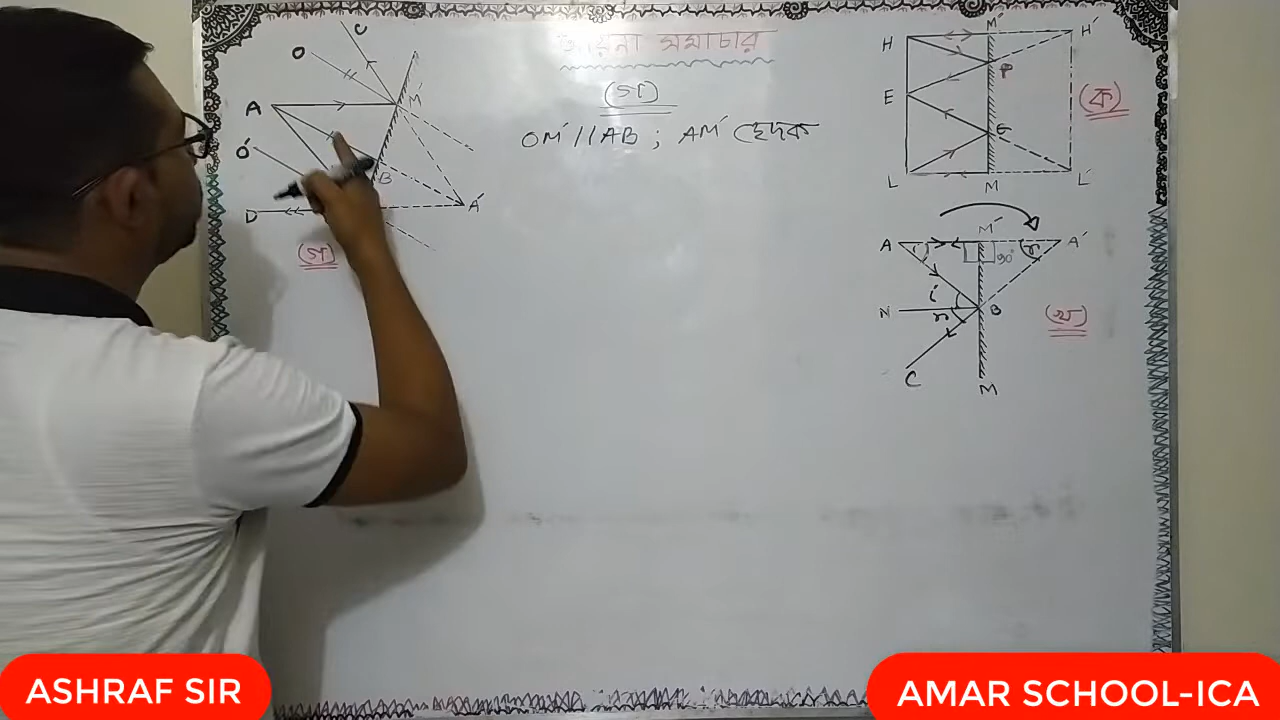 আয়না সমাচার
(গ)
OM' // AB ; AM' ছেদক
C
O
A
M'
O'
B
D
A'
(গ)
H
M'
H'
P
E
(ক)
G
L
M
L'
A
M'
A'
90°
r
i
N
B
r
(খ)
C
M
ASHRAF SIR
AMAR SCHOOL-ICA